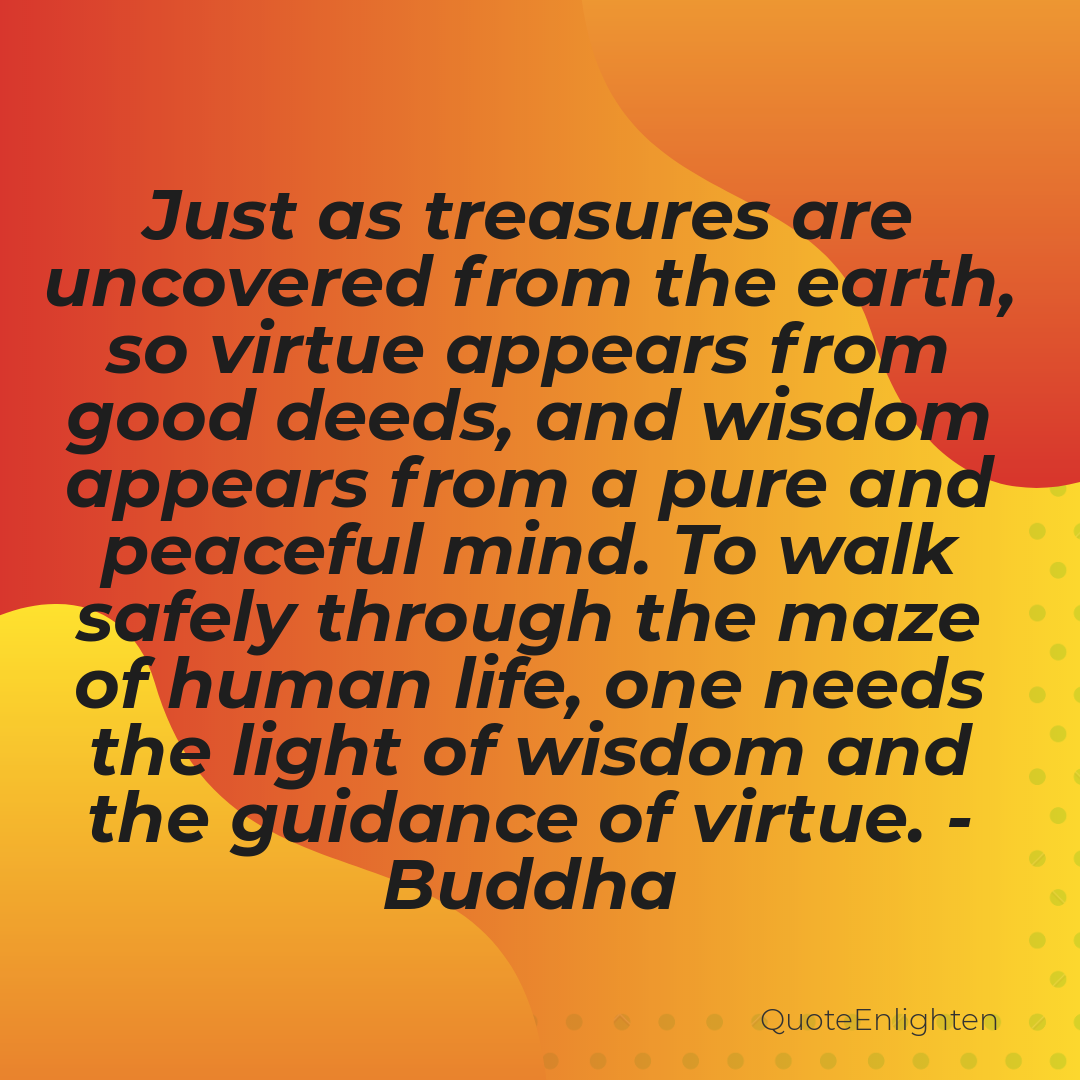 Just as treasures are
uncovered from the earth,
so virtue appears from
good deeds, and wisdom
appears from a pure and
peaceful mind. To walk
safely through the maze
of human life, one needs
the light of wisdom and
the guidance of virtue. -
Buddha
QuoteEnlighten